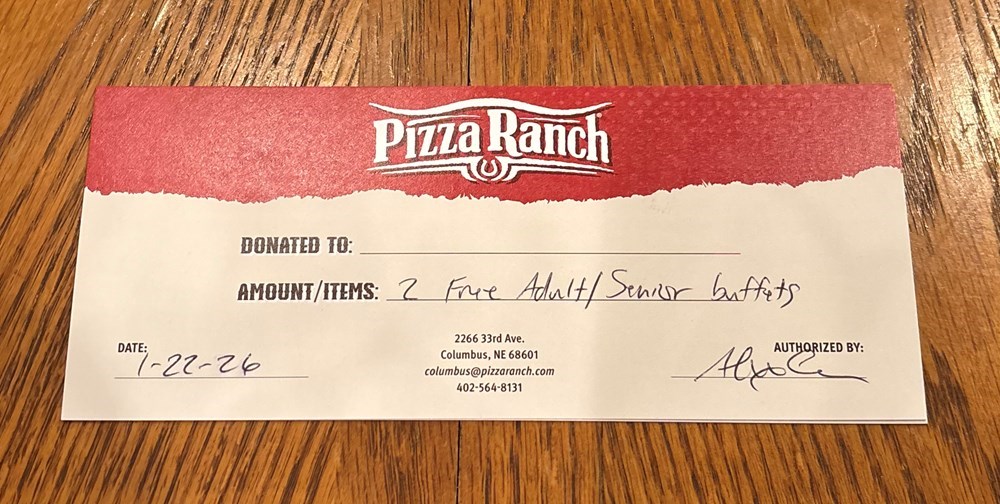 Pizza Ranch
DONATED TO:
AMOUNT/ITEMS: 2 Free Adult/Senior buffets
DATE: 1-22-26
2266 33rd Ave.
Columbus, NE 68601
columbus@pizzaranch.com
402-564-8131
AUTHORIZED BY: